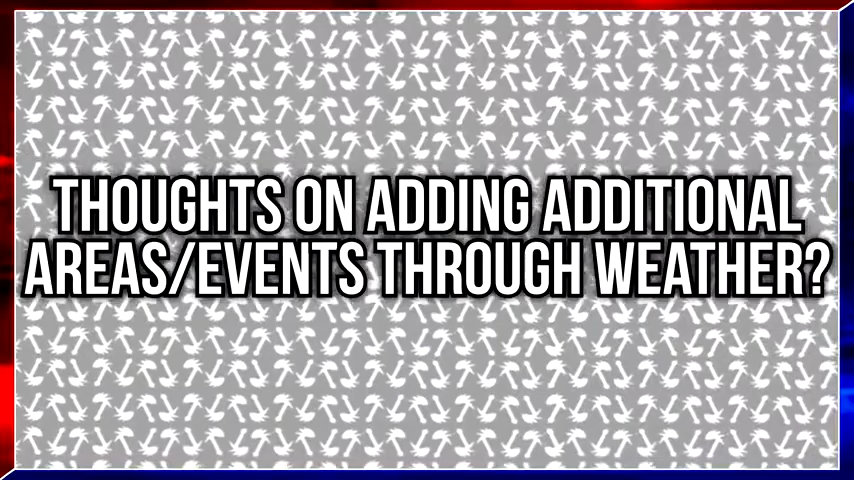 THOUGHTS ON ADDING ADDITIONAL
AREAS/EVENTS THROUGH WEATHER?